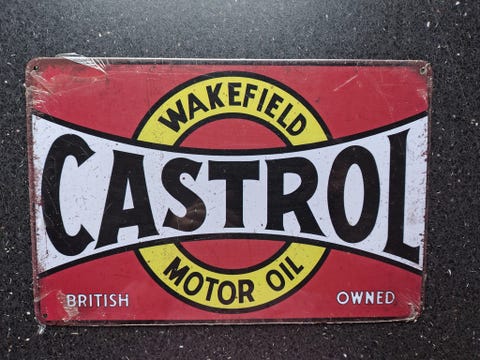 WAKEFIELD
CASTROL
MOTOR OIL
BRITISH OWNED